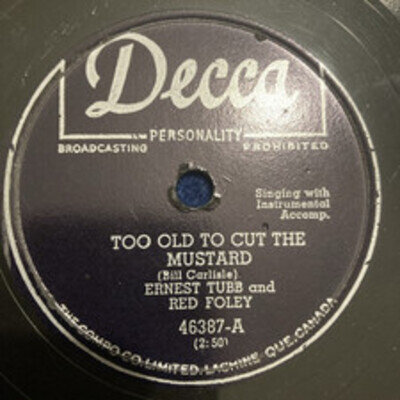 Decca
PERSONALITY
BROADCASTING PROHIBITED
Singing with
Instrumental
Accomp.
TOO OLD TO CUT THE
MUSTARD
(Bill Carlisle)
ERNEST TUBB and
RED FOLEY
46387-A
(2:50)
THE COMPO CO. LIMITED, LACHINE QUE. CANADA